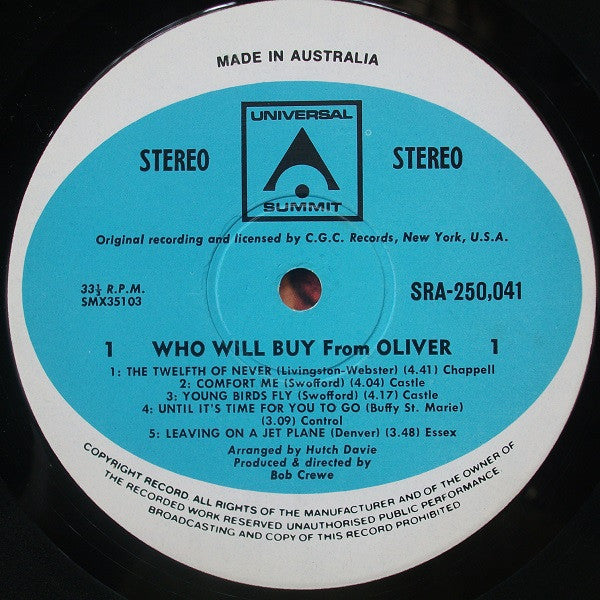 MADE IN AUSTRALIA
UNIVERSAL
SUMMIT
STEREO STEREO
Original recording and licensed by C.G.C. Records, New York, U.S.A.
33⅓ R.P.M. SRA-250,041
SMX35103
1 WHO WILL BUY From OLIVER 1
1: THE TWELFTH OF NEVER (Livingston-Webster) (4.41) Chappell
2: COMFORT ME (Swofford) (4.04) Castle
3: YOUNG BIRDS FLY (Swofford) (4.17) Castle
4: UNTIL IT'S TIME FOR YOU TO GO (Buffy St. Marie)
(3.09) Control
5: LEAVING ON A JET PLANE (Denver) (3.48) Essex
Arranged by Hutch Davie
Produced & directed by
Bob Crewe
COPYRIGHT RECORD ALL RIGHTS OF THE MANUFACTURER AND OF THE OWNER OF
THE RECORDED WORK RESERVED UNAUTHORISED PUBLIC PERFORMANCE
BROADCASTING AND COPY OF THIS RECORD PROHIBITED